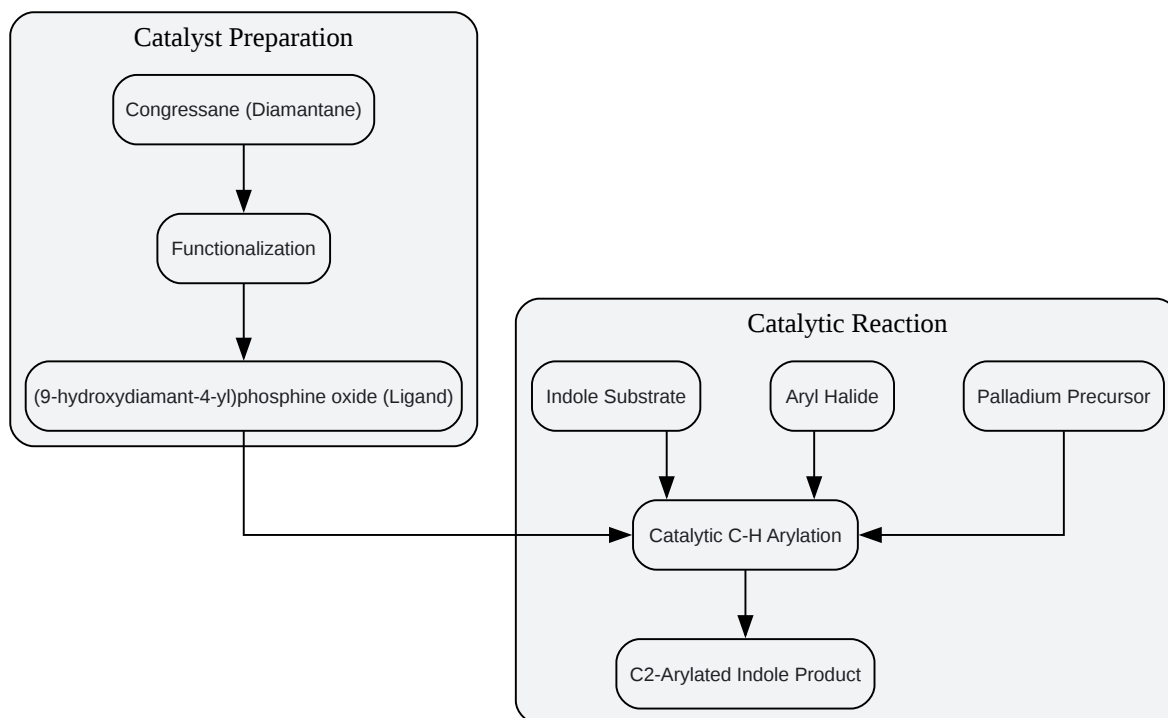 Catalyst Preparation
Congressane (Diamantane)
Functionalization
(9-hydroxydiamant-4-yl)phosphine oxide (Ligand)
Catalytic Reaction
Indole Substrate
Aryl Halide
Palladium Precursor
Catalytic C-H Arylation
C2-Arylated Indole Product